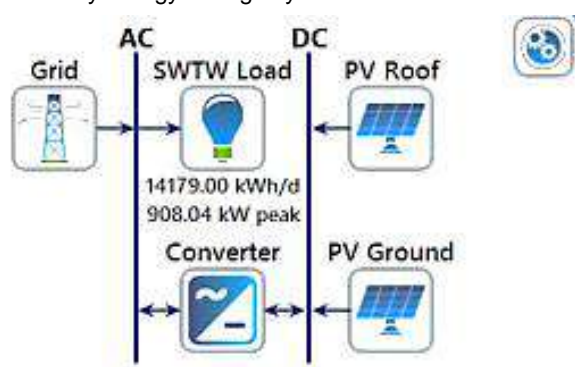 AC
DC
Grid
SWTW Load
PV Roof
14179.00 kWh/d
908.04 kW peak
Converter
PV Ground